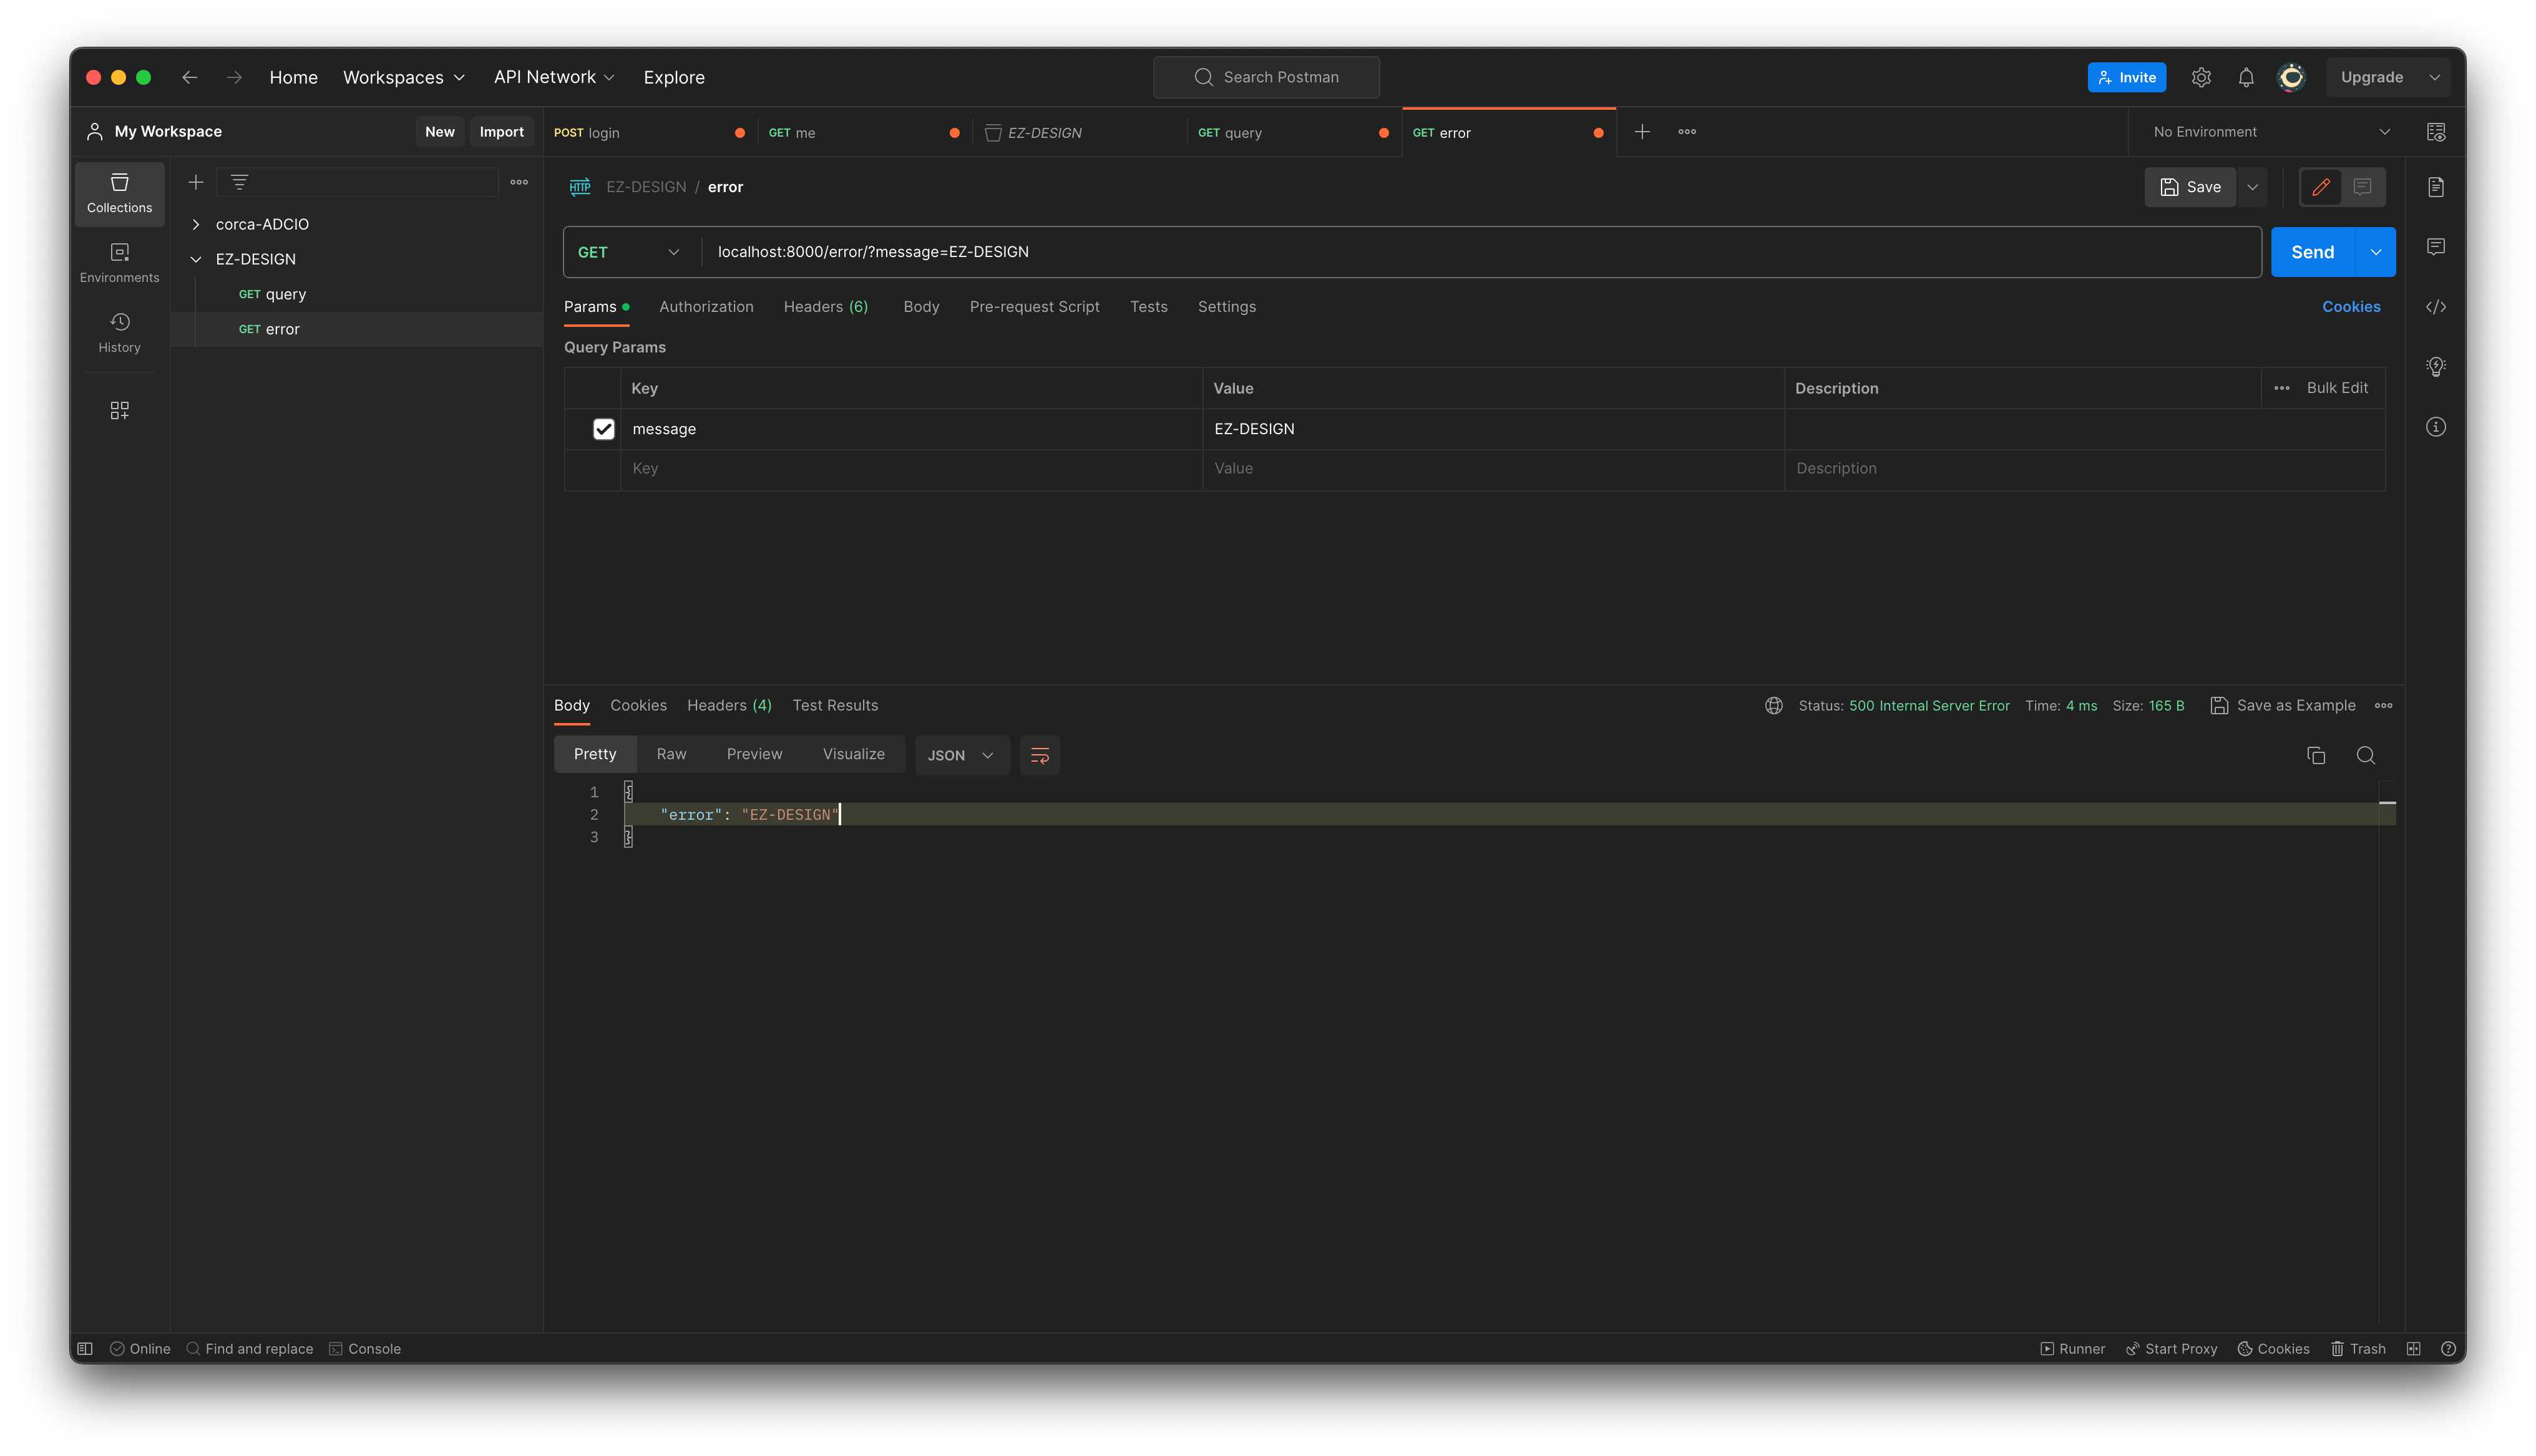 Home Workspaces API Network Explore Search Postman Invite Upgrade
My Workspace New Import POST login GET me EZ-DESIGN GET query GET error No Environment
Collections
Environments
History
corca-ADCIO
EZ-DESIGN
GET query
GET error
HTTP EZ-DESIGN / error Save
GET localhost:8000/error/?message=EZ-DESIGN Send
Params Authorization Headers (6) Body Pre-request Script Tests Settings Cookies
Query Params
Key Value Description Bulk Edit
message EZ-DESIGN
Key Value Description
Body Cookies Headers (4) Test Results Status: 500 Internal Server Error Time: 4 ms Size: 165 B Save as Example
Pretty Raw Preview Visualize JSON
1 {
2 "error": "EZ-DESIGN"
3 }
Online Find and replace Console Runner Start Proxy Cookies Trash